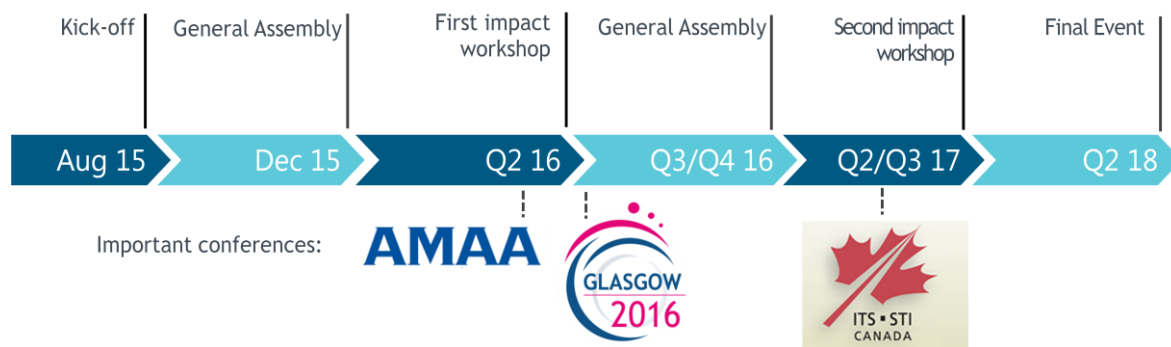 Kick-off
General Assembly
First impact
workshop
General Assembly
Second impact
workshop
Final Event
Aug 15
Dec 15
Q2 16
Q3/Q4 16
Q2/Q3 17
Q2 18
Important conferences:
AMAA
GLASGOW
2016
ITS ▪ STI
CANADA